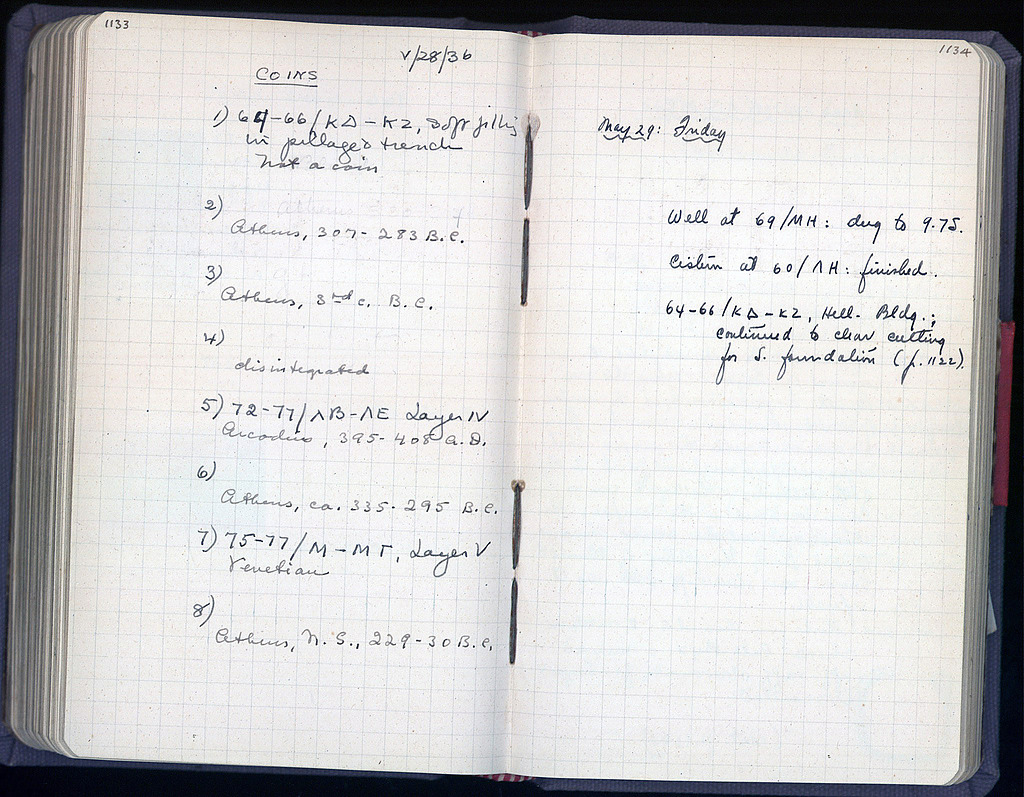 1133
V/28/36
COINS
1) 64-66/ΚΔ-ΚΖ, soft filling
in pillaged trench
Not a coin
2)
Athens, 307-283 B.C.
3)
Athens, 3rd c. B.C.
4)
disintegrated
5) 72-77/ΛΒ-ΛΕ Layer IV
Arcadius, 395-408 A.D.
6)
Athens, ca. 335-295 B.C.
7) 75-77/Μ-ΜΓ, Layer V
Venetian
8)
Athens, N.S., 229-30 B.C.
1134
May 29: Friday
Well at 69/ΜΗ: dug to 9.75.
Cistern at 60/ΛΗ: finished.
64-66/ΚΔ-ΚΖ, Hell. Bldg.:
continued to clear cutting
for S. foundation (p. 1122).